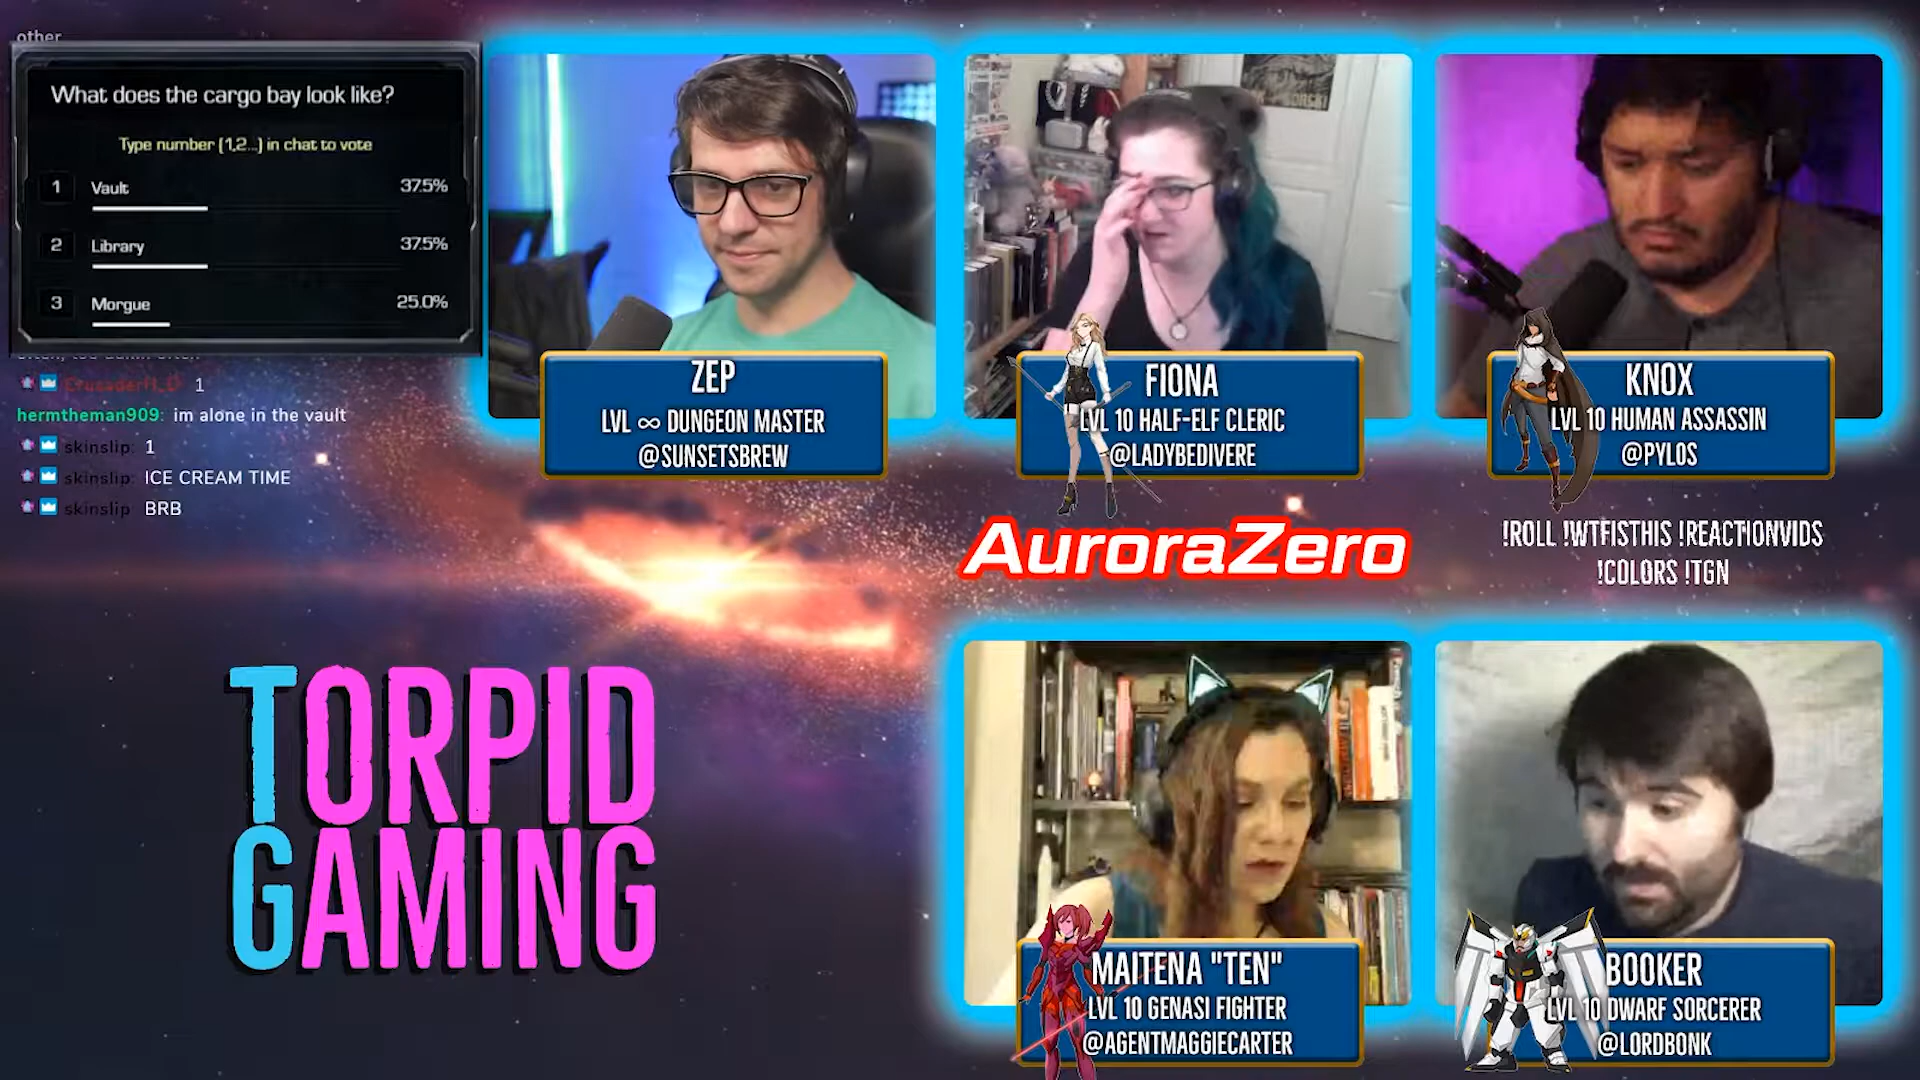 other
What does the cargo bay look like?
Type number (1,2...) in chat to vote
1 Vault 37.5%
2 Library 37.5%
3 Morgue 25.0%
CrusaderH_D 1
hermtheman909: im alone in the vault
skinslip: 1
skinslip: ICE CREAM TIME
skinslip: BRB
ZEP
LVL ∞ DUNGEON MASTER
@SUNSETSBREW
FIONA
LVL 10 HALF-ELF CLERIC
@LADYBEDIVERE
KNOX
LVL 10 HUMAN ASSASSIN
@PYLOS
AuroraZero
!ROLL !WTFISTHIS !REACTIONVIDS
!COLORS !TGN
TORPID
GAMING
MAITENA "TEN"
LVL 10 GENASI FIGHTER
@AGENTMAGGIECARTER
BOOKER
LVL 10 DWARF SORCERER
@LORDBONK